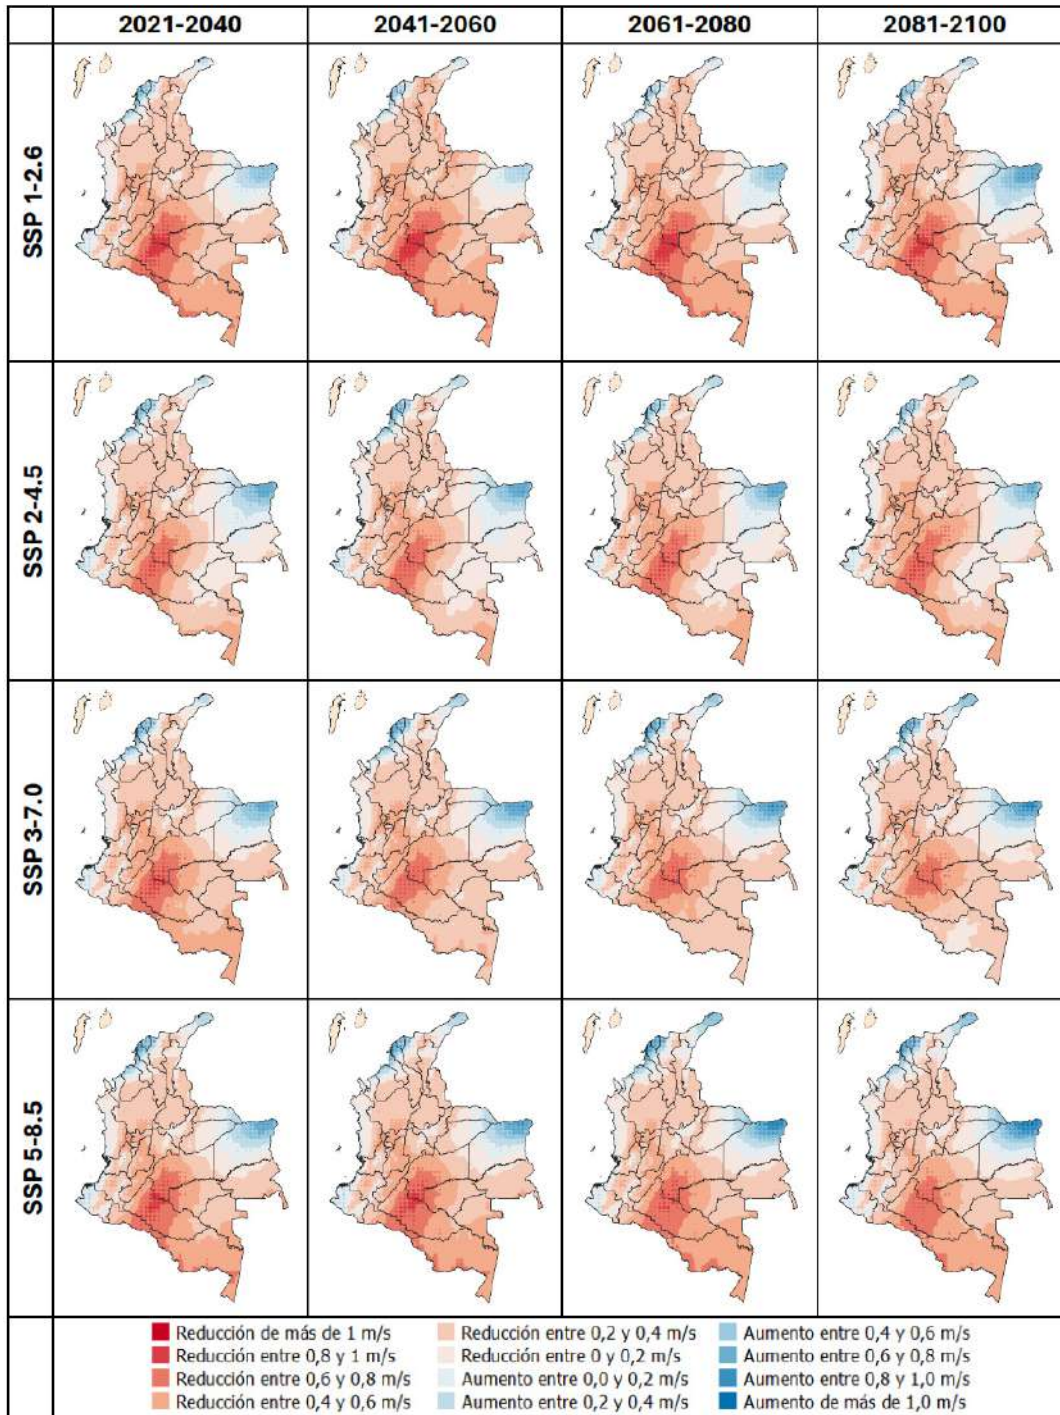 2021-2040 2041-2060 2061-2080 2081-2100
SSP 1-2.6
SSP 2-4.5
SSP 3-7.0
SSP 5-8.5
Reducción de más de 1 m/s Reducción entre 0,2 y 0,4 m/s Aumento entre 0,4 y 0,6 m/s
Reducción entre 0,8 y 1 m/s Reducción entre 0 y 0,2 m/s Aumento entre 0,6 y 0,8 m/s
Reducción entre 0,6 y 0,8 m/s Aumento entre 0,0 y 0,2 m/s Aumento entre 0,8 y 1,0 m/s
Reducción entre 0,4 y 0,6 m/s Aumento entre 0,2 y 0,4 m/s Aumento de más de 1,0 m/s